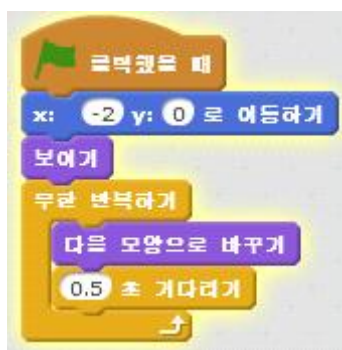 클릭했을 때
x: -2 y: 0 로 이동하기
보이기
무한 반복하기
다음 모양으로 바꾸기
0.5 초 기다리기